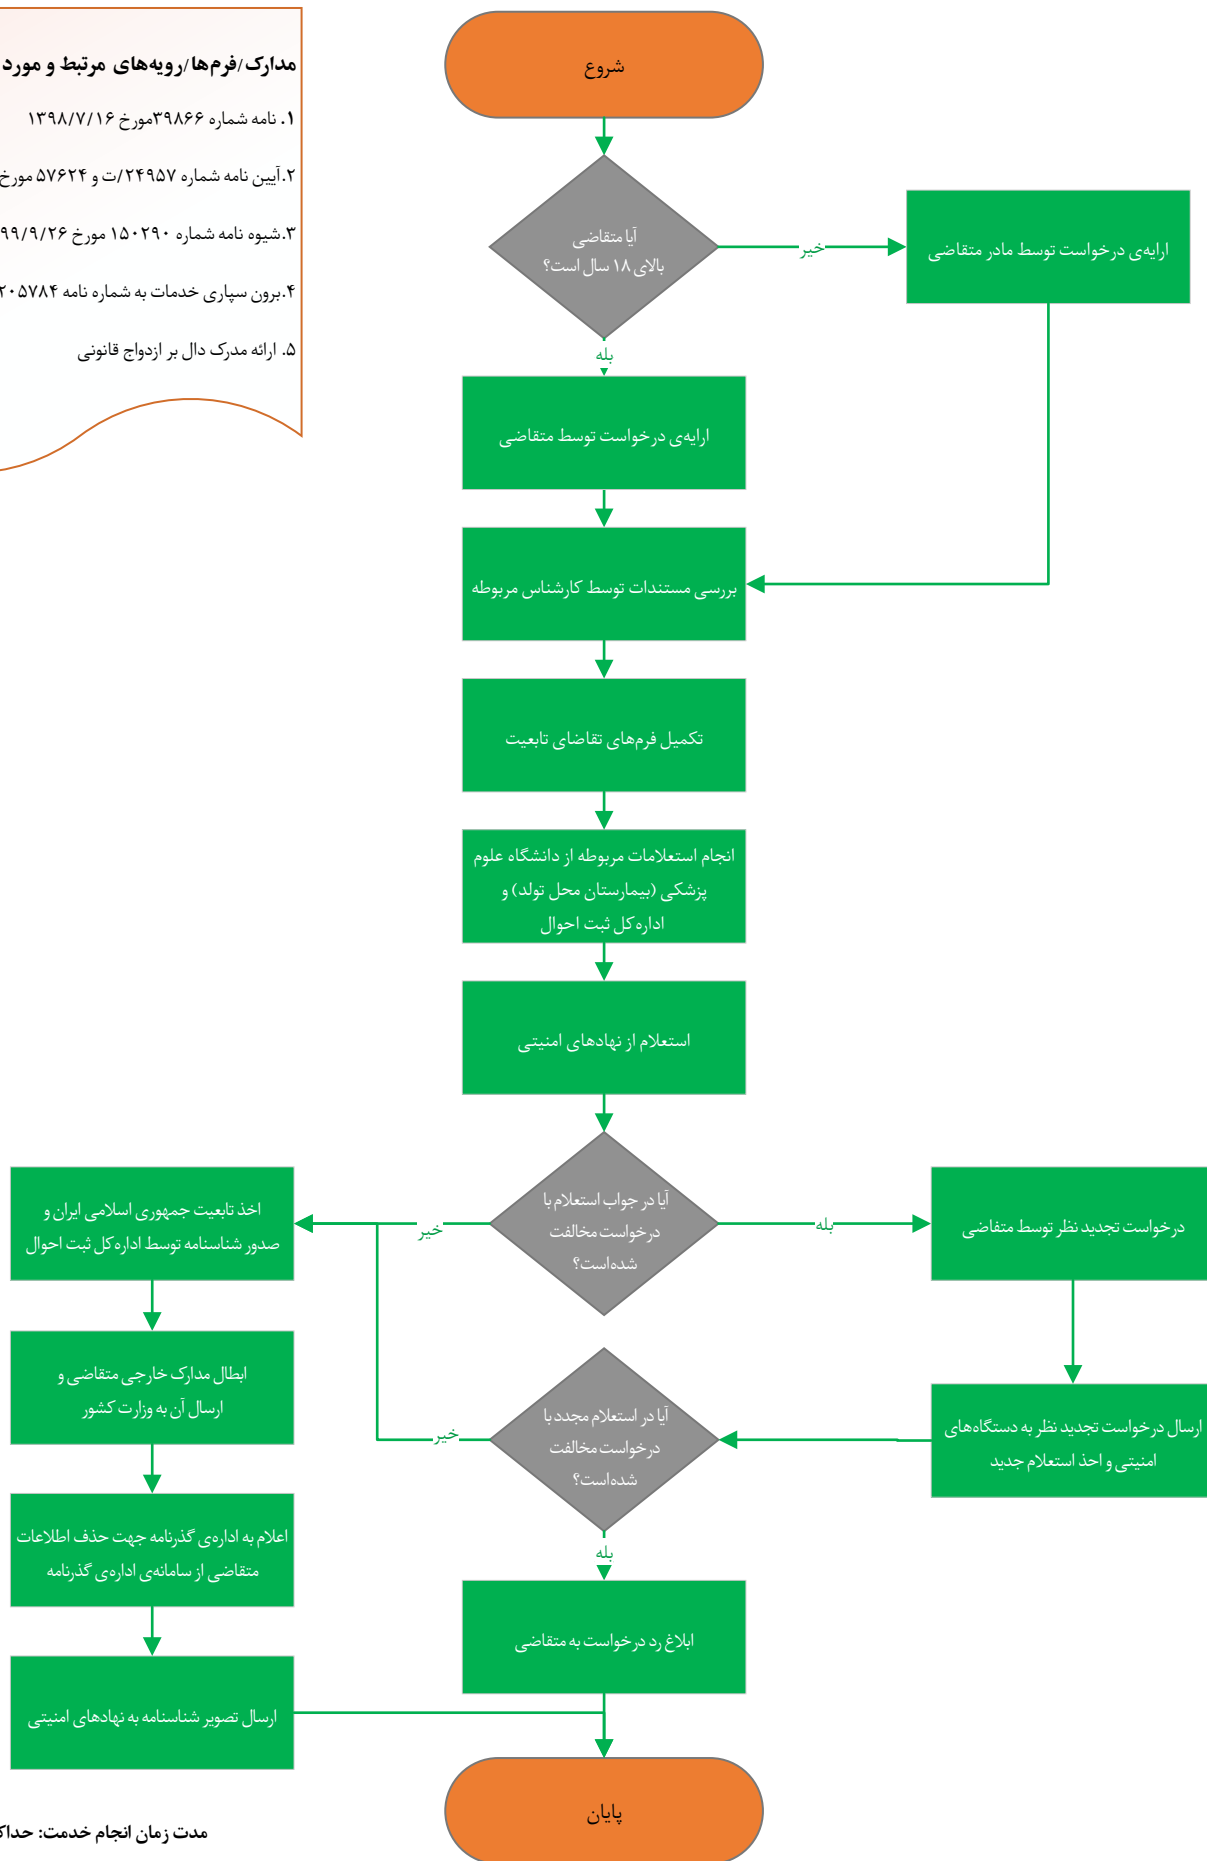 مدارک/فرم‌ها/رویه‌های مرتبط و مورد
۱. نامه شماره ۳۹۸۶۶مورخ ۱۳۹۸/۷/۱۶
۲.آیین نامه شماره ۲۴۹۵۷/ت و ۵۷۶۲۴ مورخ
۳.شیوه نامه شماره ۱۵۰۲۹۰ مورخ ۹۹/۹/۲۶
۴.برون سپاری خدمات به شماره نامه ۲۰۵۷۸۴
۵. ارائه مدرک دال بر ازدواج قانونی
شروع
آیا متقاضی
بالای ۱۸ سال است؟
خیر
ارایه‌ی درخواست توسط مادر متقاضی
بله
ارایه‌ی درخواست توسط متقاضی
بررسی مستندات توسط کارشناس مربوطه
تکمیل فرم‌های تقاضای تابعیت
انجام استعلامات مربوطه از دانشگاه علوم
پزشکی (بیمارستان محل تولد) و
اداره کل ثبت احوال
استعلام از نهادهای امنیتی
آیا در جواب استعلام با
درخواست مخالفت
شده‌است؟
بله
درخواست تجدید نظر توسط متفاضی
خیر
اخذ تابعیت جمهوری اسلامی ایران و
صدور شناسنامه توسط اداره کل ثبت احوال
ارسال درخواست تجدید نظر به دستگاه‌های
امنیتی و اخذ استعلام جدید
آیا در استعلام مجدد با
درخواست مخالفت
شده‌است؟
خیر
ابطال مدارک خارجی متقاضی و
ارسال آن به وزارت کشور
اعلام به اداره‌ی گذرنامه جهت حذف اطلاعات
متقاضی از سامانه‌ی اداره‌ی گذرنامه
بله
ابلاغ رد درخواست به متقاضی
ارسال تصویر شناسنامه به نهادهای امنیتی
پایان
مدت زمان انجام خدمت: